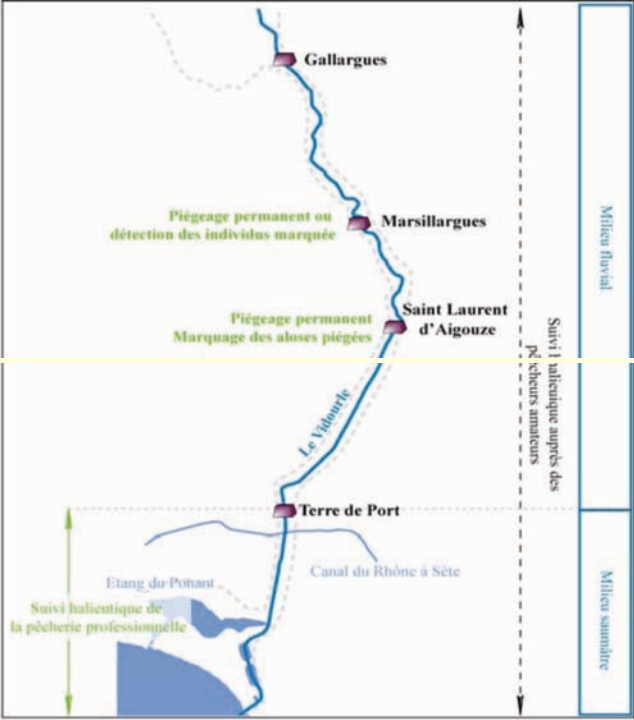 Gallargues
Piégeage permanent ou
détection des individus marquée
Marsillargues
Milieu fluvial
Piégeage permanent
Marquage des aloses piégées
Saint Laurent
d'Aigouze
Suivi halieuique auprès des
pêcheurs amateurs
Le Vidourle
Terre de Port
Canal du Rhône à Sète
Etang du Ponant
Suivi halieutique de
la pêcherie professionnelle
Milieu saumâtre